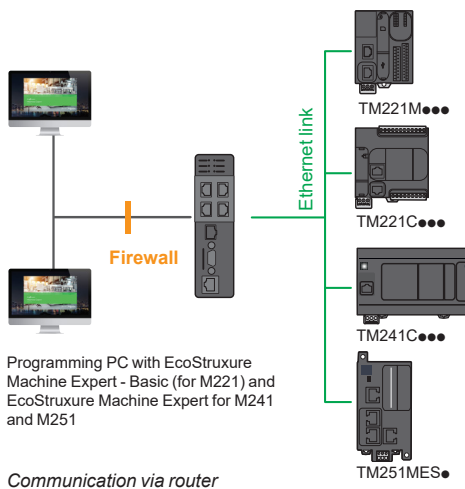 TM221M●●●
Ethernet link
TM221C●●●
Firewall
TM241C●●●
Programming PC with EcoStruxure
Machine Expert - Basic (for M221) and
EcoStruxure Machine Expert for M241
and M251
TM251MES●
Communication via router